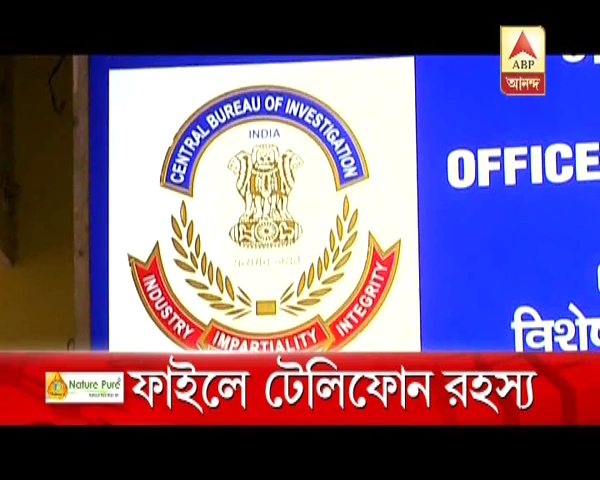 ABP
আনন্দ
CENTRAL BUREAU OF INVESTIGATION
INDIA
OFFICE
सत्यमेव जयते
INDUSTRY
IMPARTIALITY
INTEGRITY
Nature Pure
ফাইলে টেলিফোন রহস্য